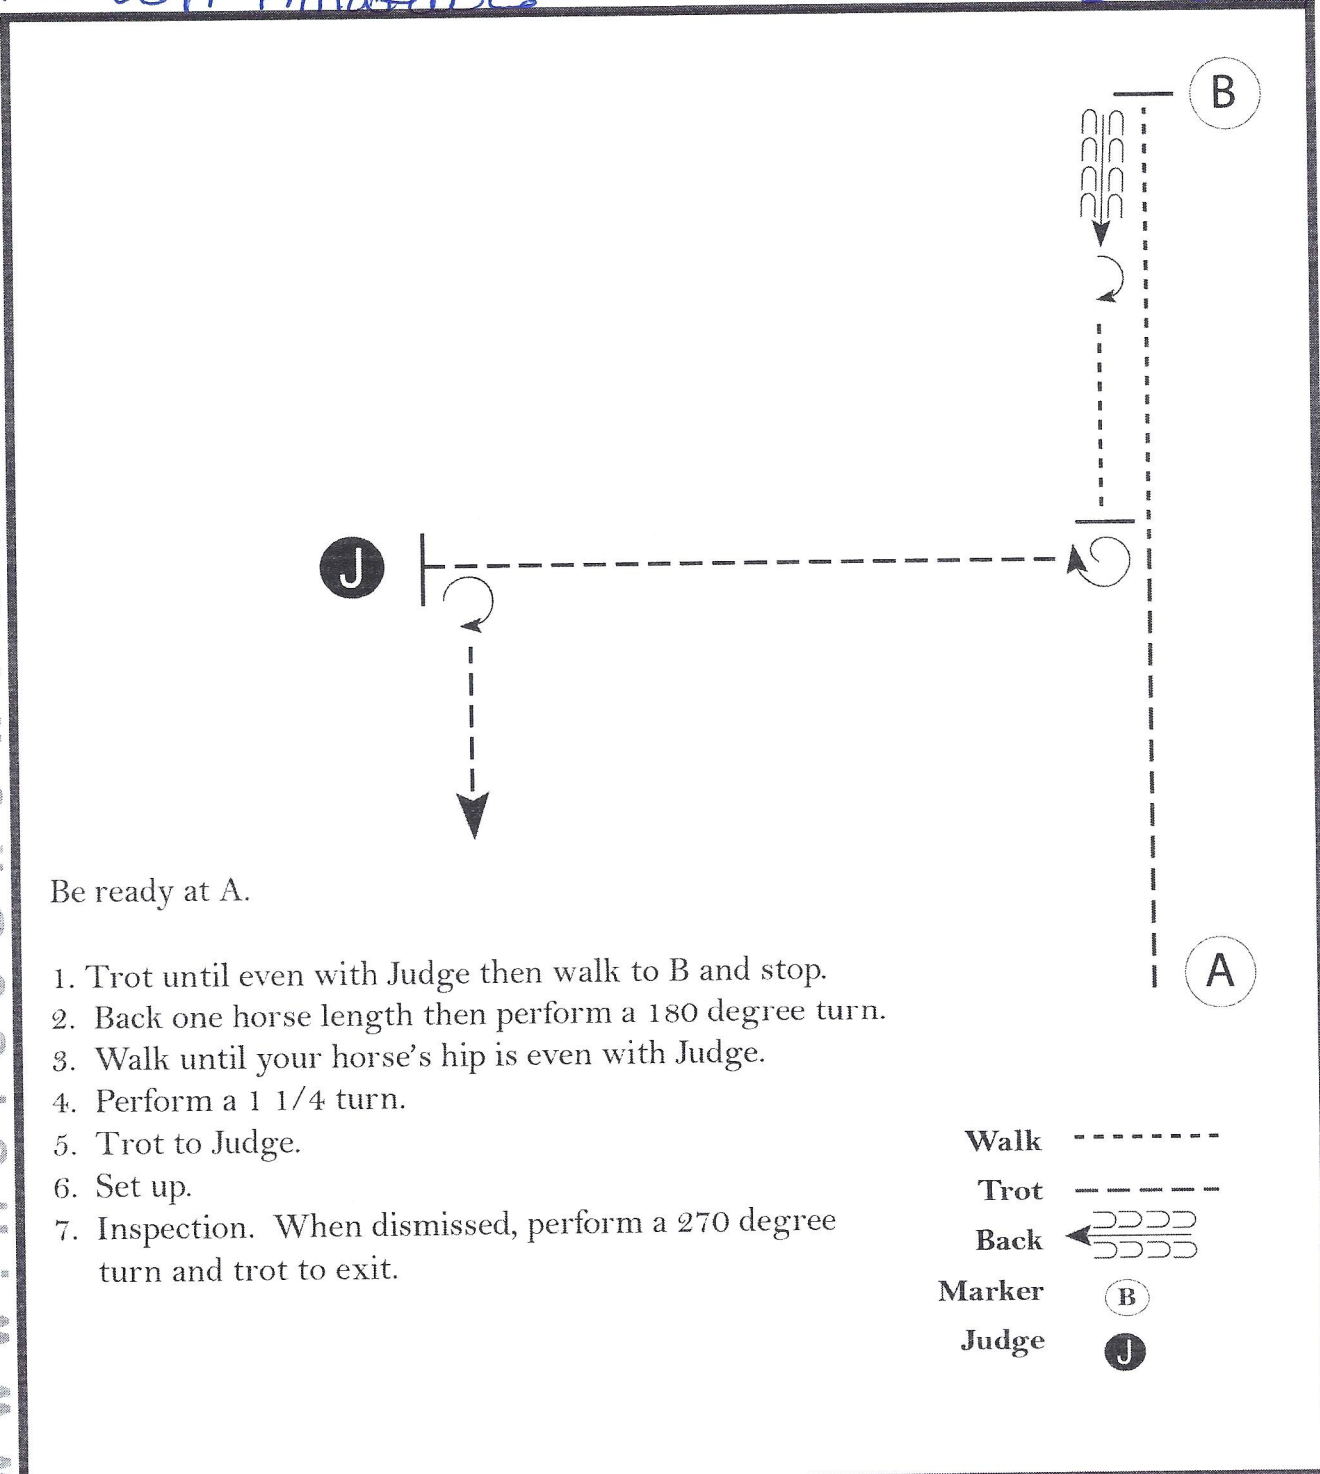 B
J
A
Be ready at A.
1. Trot until even with Judge then walk to B and stop.
2. Back one horse length then perform a 180 degree turn.
3. Walk until your horse's hip is even with Judge.
4. Perform a 1 1/4 turn.
5. Trot to Judge.
6. Set up.
7. Inspection. When dismissed, perform a 270 degree
turn and trot to exit.
Walk
Trot
Back
Marker B
Judge J